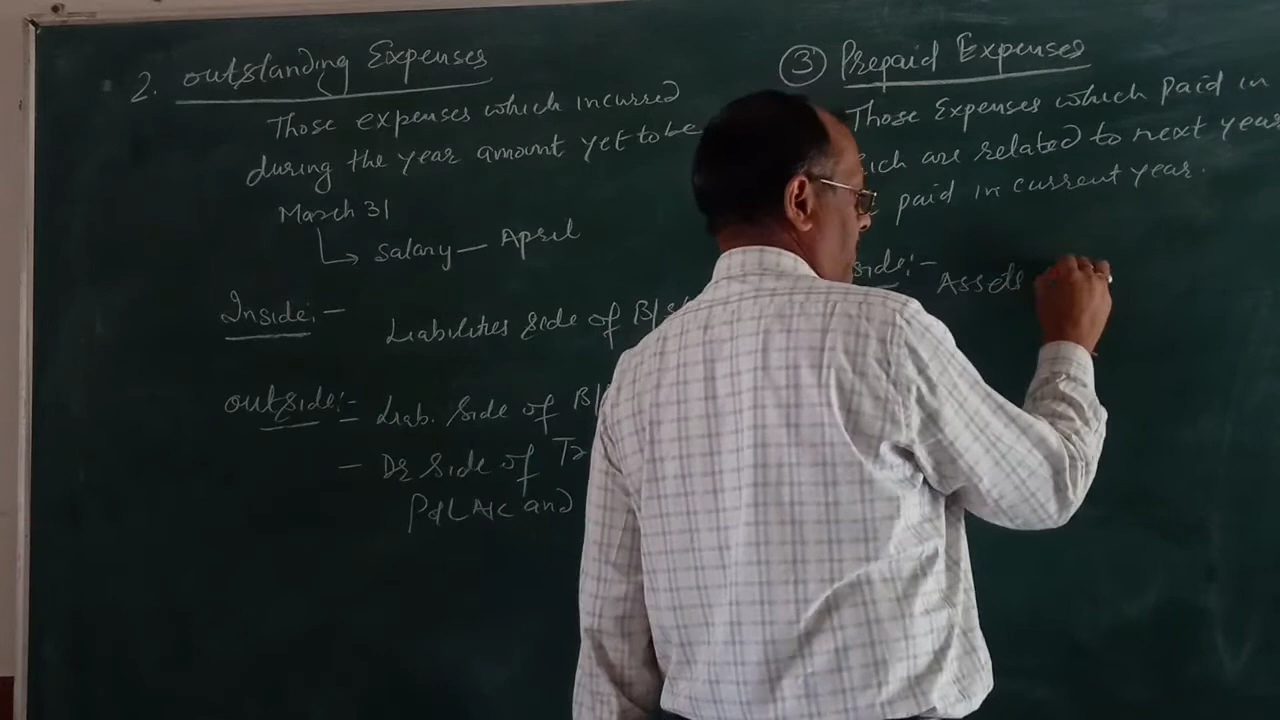 2. outstanding Expenses
Those expenses which incurred
during the year amount yet to be
March 31
Salary — April
Inside:-
Liabilities side of B/s
outside:-
- Liab. Side of B/
- Dr Side of Tr
P&L A/c and
③ Prepaid Expenses
Those Expenses which paid in
are related to next year
paid in current year.
side:-
Assets